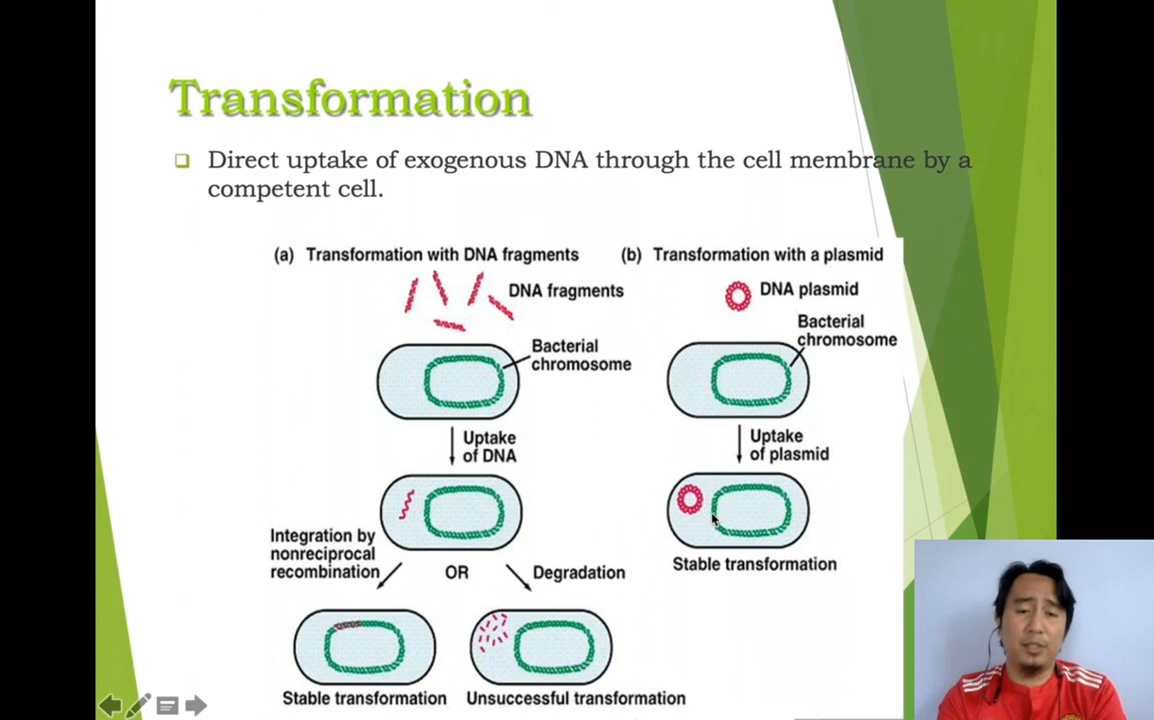 Transformation
Direct uptake of exogenous DNA through the cell membrane by a
competent cell.
(a) Transformation with DNA fragments
DNA fragments
Bacterial
chromosome
Uptake
of DNA
Integration by
nonreciprocal
recombination
OR
Degradation
Stable transformation
Unsuccessful transformation
(b) Transformation with a plasmid
DNA plasmid
Bacterial
chromosome
Uptake
of plasmid
Stable transformation